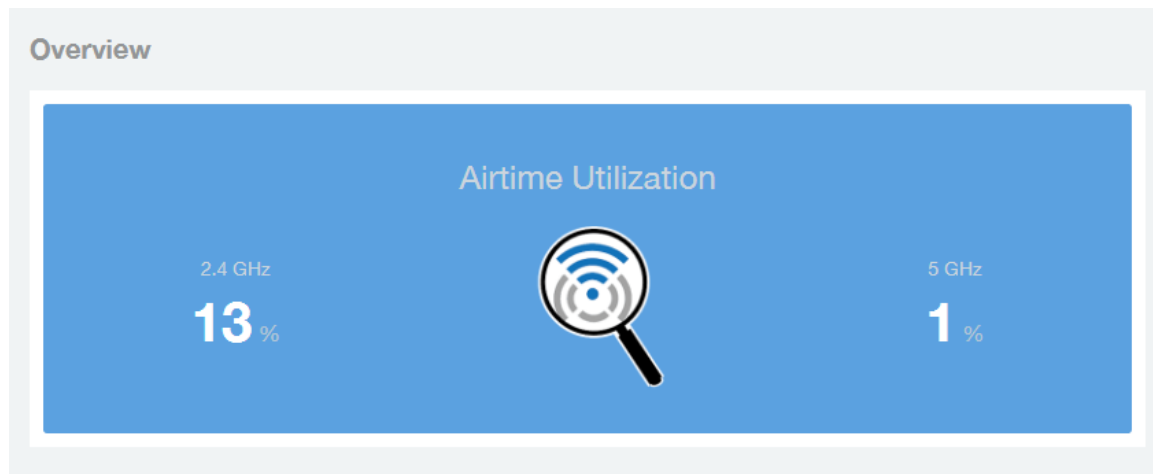 Overview
Airtime Utilization
2.4 GHz
13 %
5 GHz
1 %